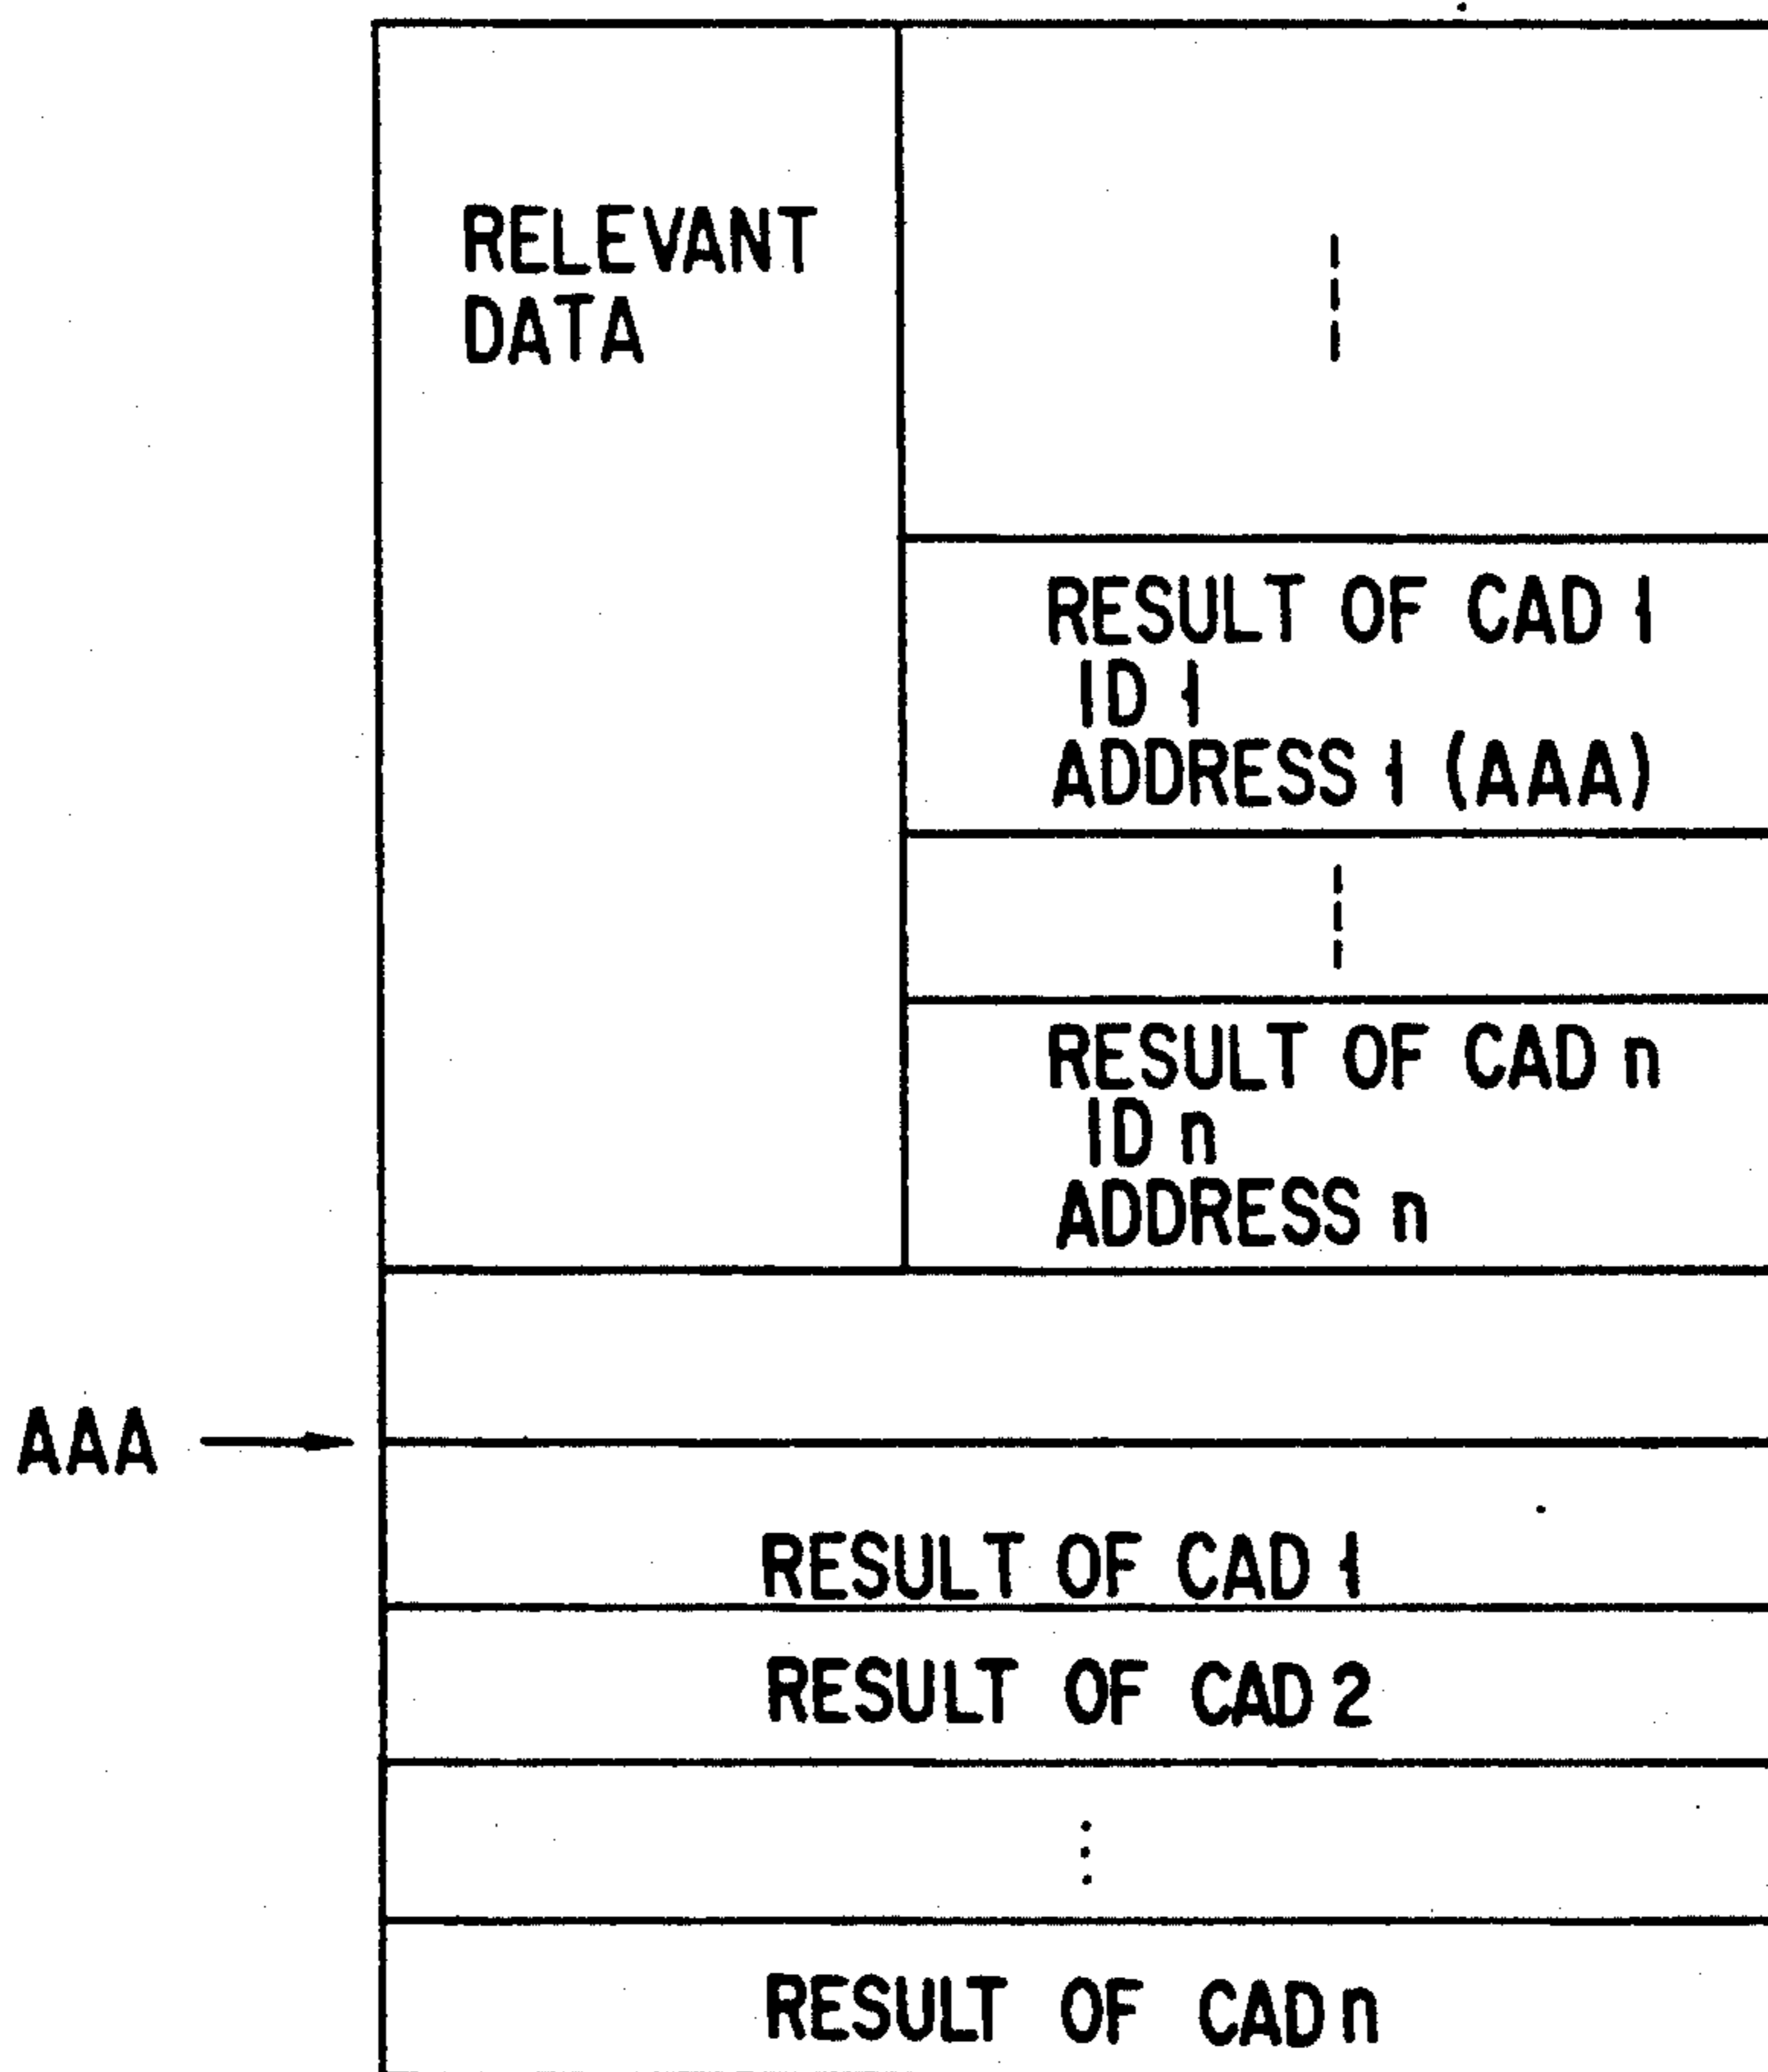 RELEVANT
DATA
RESULT OF CAD 1
ID 1
ADDRESS 1 (AAA)
RESULT OF CAD n
ID n
ADDRESS n
AAA
RESULT OF CAD 1
RESULT OF CAD 2
RESULT OF CAD n